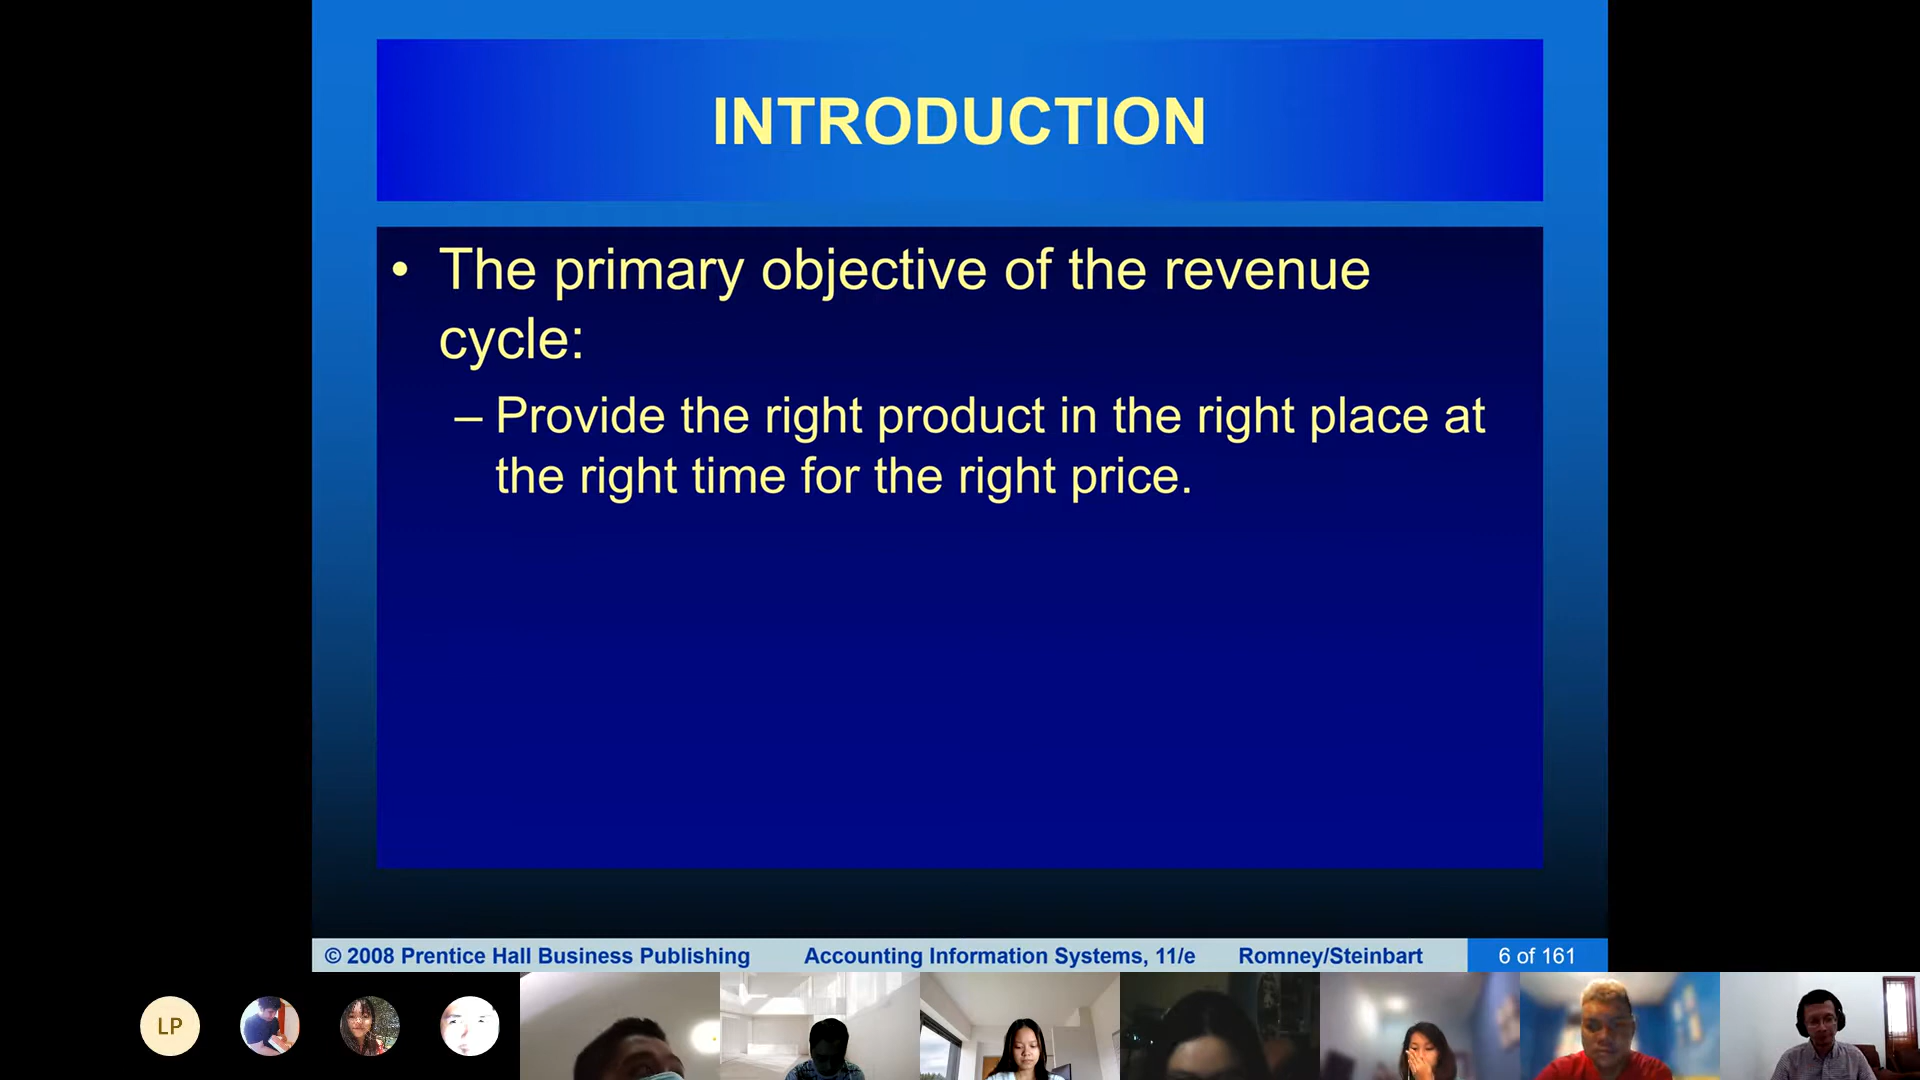 INTRODUCTION
• The primary objective of the revenue
cycle:
– Provide the right product in the right place at
the right time for the right price.
© 2008 Prentice Hall Business Publishing Accounting Information Systems, 11/e Romney/Steinbart 6 of 161
LP